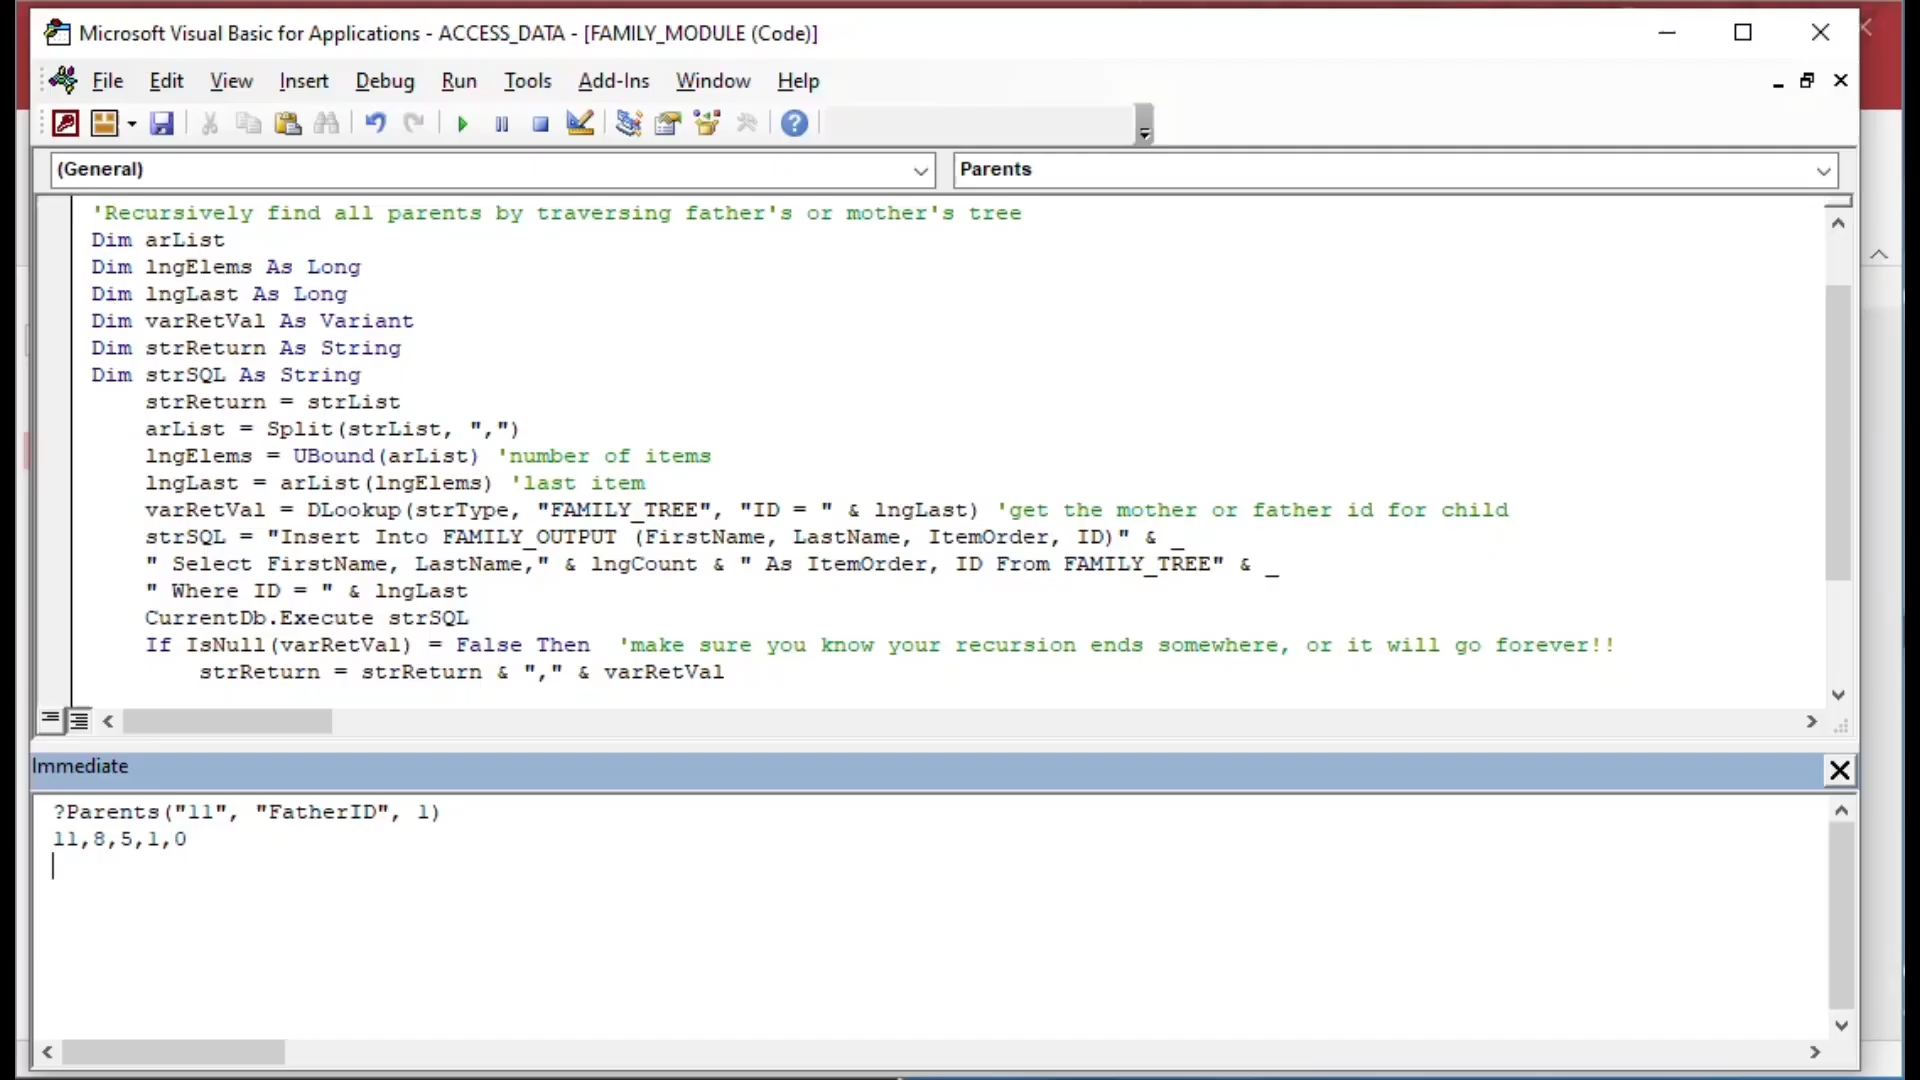 Microsoft Visual Basic for Applications - ACCESS_DATA - [FAMILY_MODULE (Code)]
File Edit View Insert Debug Run Tools Add-Ins Window Help
(General) Parents
'Recursively find all parents by traversing father's or mother's tree
Dim arList
Dim lngElems As Long
Dim lngLast As Long
Dim varRetVal As Variant
Dim strReturn As String
Dim strSQL As String
strReturn = strList
arList = Split(strList, ",")
lngElems = UBound(arList) 'number of items
lngLast = arList(lngElems) 'last item
varRetVal = DLookup(strType, "FAMILY_TREE", "ID = " & lngLast) 'get the mother or father id for child
strSQL = "Insert Into FAMILY_OUTPUT (FirstName, LastName, ItemOrder, ID)" & _
" Select FirstName, LastName," & lngCount & " As ItemOrder, ID From FAMILY_TREE" & _
" Where ID = " & lngLast
CurrentDb.Execute strSQL
If IsNull(varRetVal) = False Then 'make sure you know your recursion ends somewhere, or it will go forever!!
strReturn = strReturn & "," & varRetVal
Immediate
?Parents("11", "FatherID", 1)
11,8,5,1,0